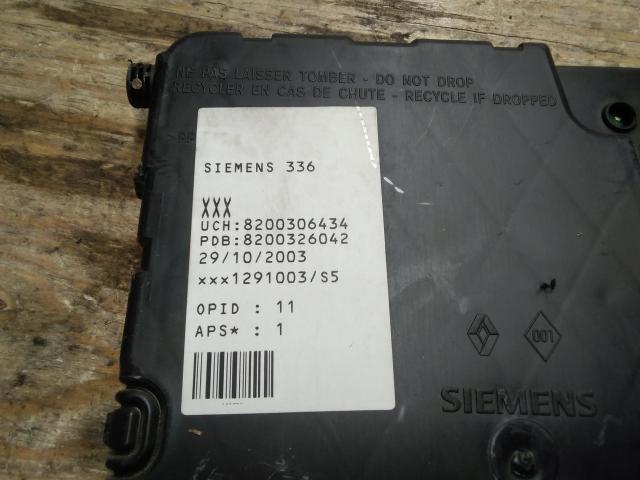 NE PAS LAISSER TOMBER - DO NOT DROP
RECYCLER EN CAS DE CHUTE - RECYCLE IF DROPPED
SIEMENS 336
XXX
UCH:8200306434
PDB:8200326042
29/10/2003
xxx1291003/S5
OPID : 11
APS* : 1
001
SIEMENS